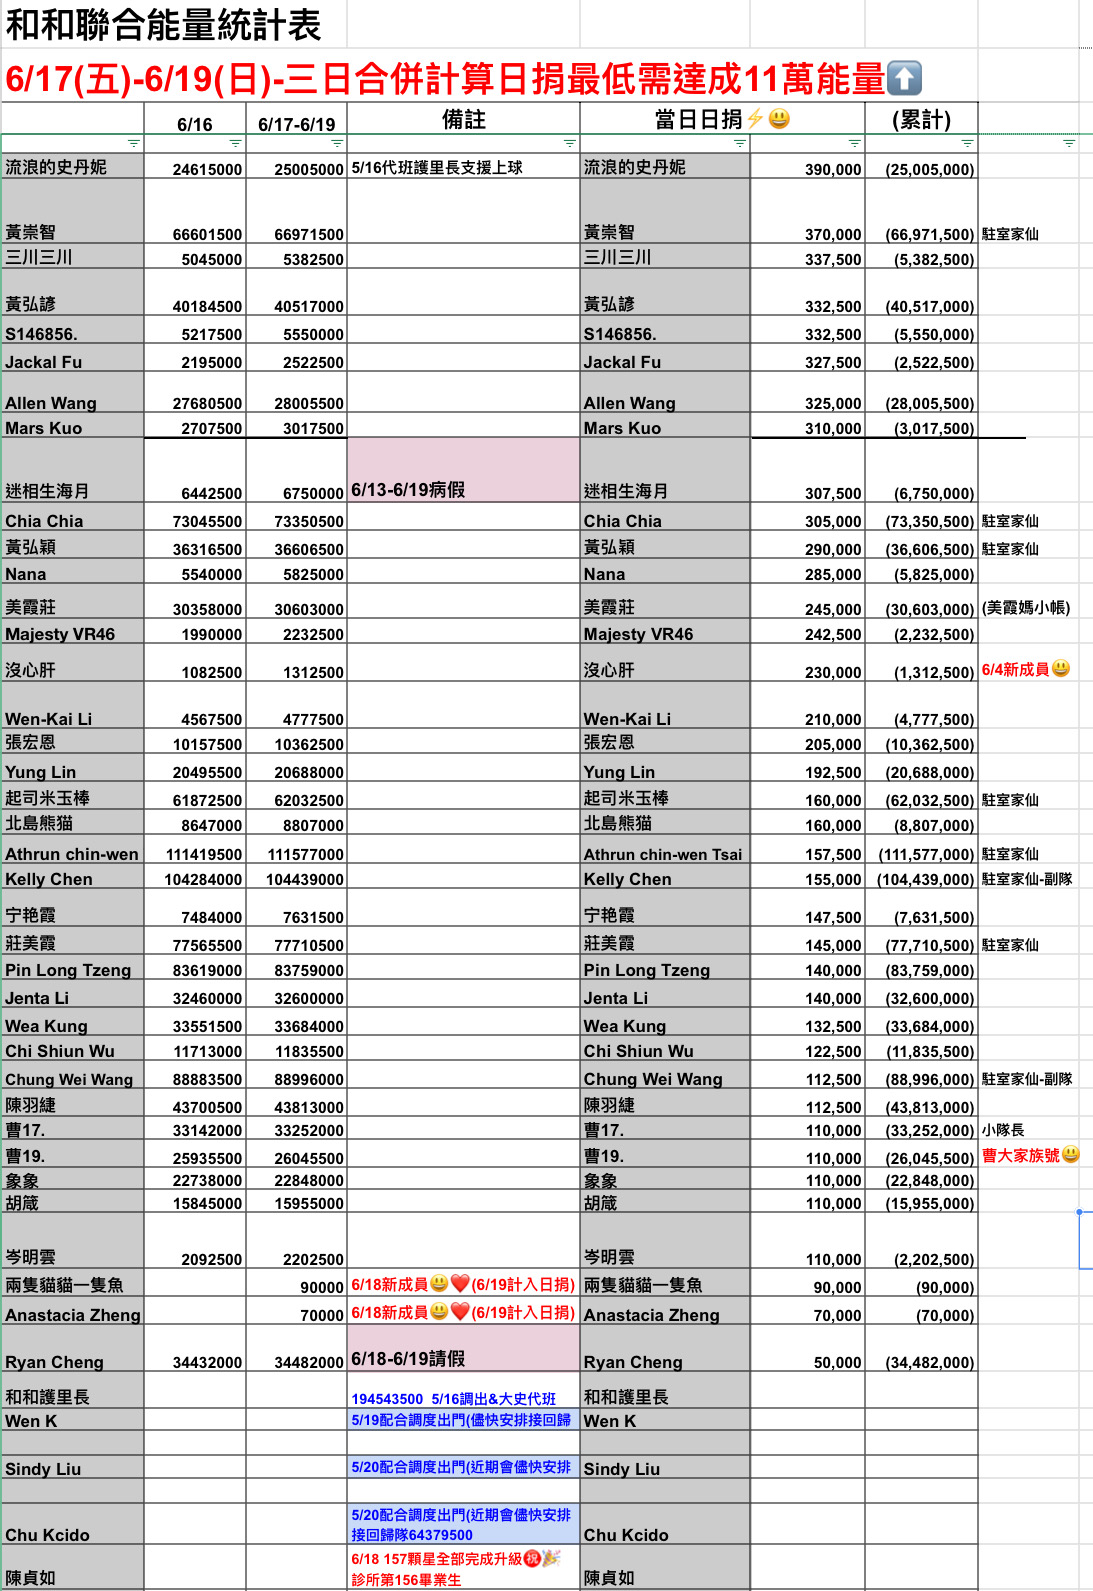 和和聯合能量統計表
6/17(五)-6/19(日)-三日合併計算日捐最低需達成11萬能量⬆️
6/16 6/17-6/19 備註 當日日捐⚡😃 (累計)
流浪的史丹妮 24615000 25005000 5/16代班護里長支援上球 流浪的史丹妮 390,000 (25,005,000)
黃崇智 66601500 66971500 黃崇智 370,000 (66,971,500) 駐室家仙
三川三川 5045000 5382500 三川三川 337,500 (5,382,500)
黃弘諺 40184500 40517000 黃弘諺 332,500 (40,517,000)
S146856. 5217500 5550000 S146856. 332,500 (5,550,000)
Jackal Fu 2195000 2522500 Jackal Fu 327,500 (2,522,500)
Allen Wang 27680500 28005500 Allen Wang 325,000 (28,005,500)
Mars Kuo 2707500 3017500 Mars Kuo 310,000 (3,017,500)
迷相生海月 6442500 6750000 6/13-6/19病假 迷相生海月 307,500 (6,750,000)
Chia Chia 73045500 73350500 Chia Chia 305,000 (73,350,500) 駐室家仙
黃弘穎 36316500 36606500 黃弘穎 290,000 (36,606,500) 駐室家仙
Nana 5540000 5825000 Nana 285,000 (5,825,000)
美霞莊 30358000 30603000 美霞莊 245,000 (30,603,000) (美霞媽小帳)
Majesty VR46 1990000 2232500 Majesty VR46 242,500 (2,232,500)
沒心肝 1082500 1312500 沒心肝 230,000 (1,312,500) 6/4新成員😃
Wen-Kai Li 4567500 4777500 Wen-Kai Li 210,000 (4,777,500)
張宏恩 10157500 10362500 張宏恩 205,000 (10,362,500)
Yung Lin 20495500 20688000 Yung Lin 192,500 (20,688,000)
起司米玉棒 61872500 62032500 起司米玉棒 160,000 (62,032,500) 駐室家仙
北島熊猫 8647000 8807000 北島熊猫 160,000 (8,807,000)
Athrun chin-wen 111419500 111577000 Athrun chin-wen Tsai 157,500 (111,577,000) 駐室家仙
Kelly Chen 104284000 104439000 Kelly Chen 155,000 (104,439,000) 駐室家仙-副隊
宁艳霞 7484000 7631500 宁艳霞 147,500 (7,631,500)
莊美霞 77565500 77710500 莊美霞 145,000 (77,710,500) 駐室家仙
Pin Long Tzeng 83619000 83759000 Pin Long Tzeng 140,000 (83,759,000)
Jenta Li 32460000 32600000 Jenta Li 140,000 (32,600,000)
Wea Kung 33551500 33684000 Wea Kung 132,500 (33,684,000)
Chi Shiun Wu 11713000 11835500 Chi Shiun Wu 122,500 (11,835,500)
Chung Wei Wang 88883500 88996000 Chung Wei Wang 112,500 (88,996,000) 駐室家仙-副隊
陳羽緁 43700500 43813000 陳羽緁 112,500 (43,813,000)
曹17. 33142000 33252000 曹17. 110,000 (33,252,000) 小隊長
曹19. 25935500 26045500 曹19. 110,000 (26,045,500) 曹大家族號😃
象象 22738000 22848000 象象 110,000 (22,848,000)
胡箴 15845000 15955000 胡箴 110,000 (15,955,000)
岑明雲 2092500 2202500 岑明雲 110,000 (2,202,500)
兩隻貓貓一隻魚 90000 6/18新成員😃❤️(6/19計入日捐) 兩隻貓貓一隻魚 90,000 (90,000)
Anastacia Zheng 70000 6/18新成員😃❤️(6/19計入日捐) Anastacia Zheng 70,000 (70,000)
Ryan Cheng 34432000 34482000 6/18-6/19請假 Ryan Cheng 50,000 (34,482,000)
和和護里長 194543500 5/16調出&大史代班 和和護里長
Wen K 5/19配合調度出門(儘快安排接回歸 Wen K
Sindy Liu 5/20配合調度出門(近期會儘快安排 Sindy Liu
5/20配合調度出門(近期會儘快安排
Chu Kcido 接回歸隊64379500 Chu Kcido
6/18 157顆星全部完成升級㊗️🎉
陳貞如 診所第156畢業生 陳貞如